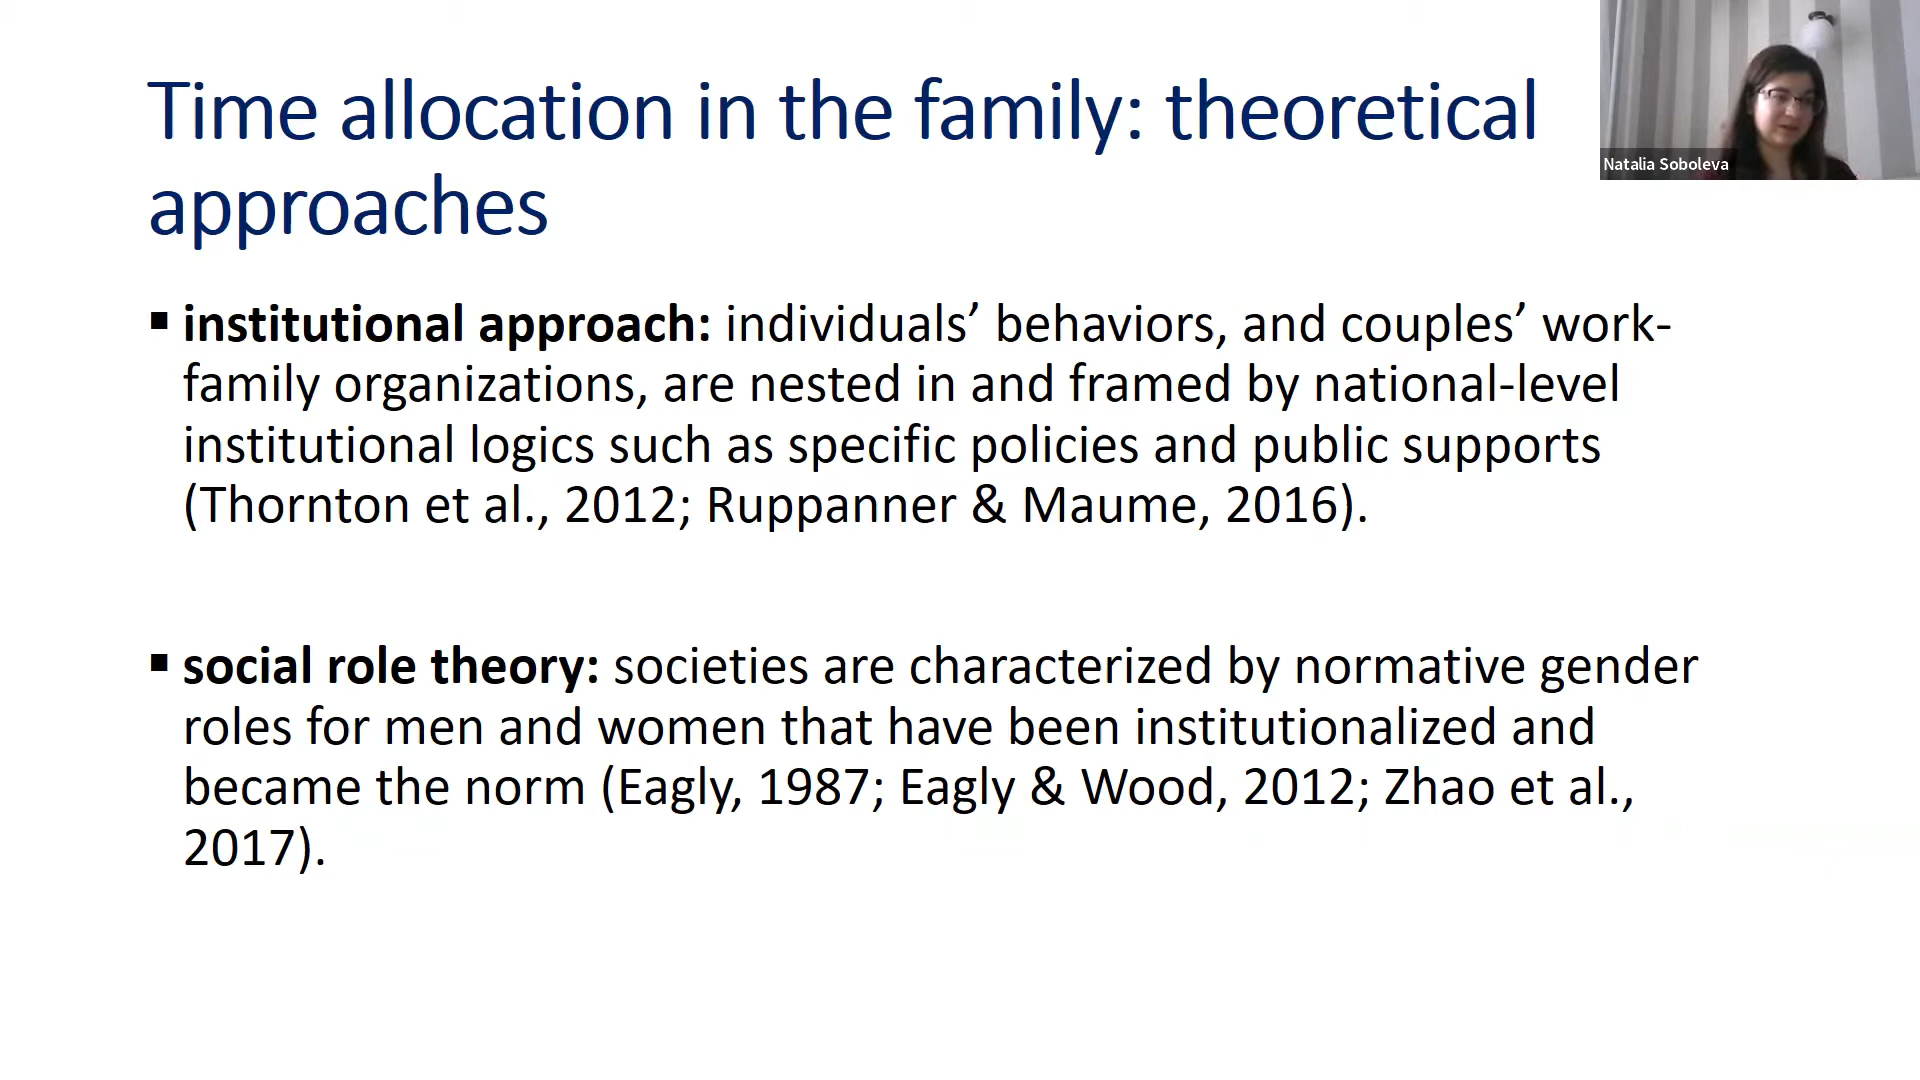 Time allocation in the family: theoretical
approaches
Natalia Soboleva
▪ institutional approach: individuals’ behaviors, and couples’ work-
family organizations, are nested in and framed by national-level
institutional logics such as specific policies and public supports
(Thornton et al., 2012; Ruppanner & Maume, 2016).
▪ social role theory: societies are characterized by normative gender
roles for men and women that have been institutionalized and
became the norm (Eagly, 1987; Eagly & Wood, 2012; Zhao et al.,
2017).